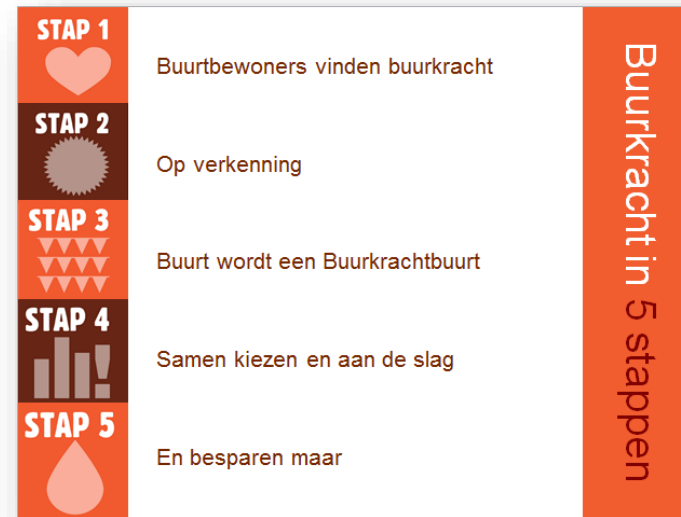 STAP 1
Buurtbewoners vinden buurkracht
STAP 2
Op verkenning
STAP 3
Buurt wordt een Buurkrachtbuurt
STAP 4
Samen kiezen en aan de slag
STAP 5
En besparen maar
Buurkracht in 5 stappen